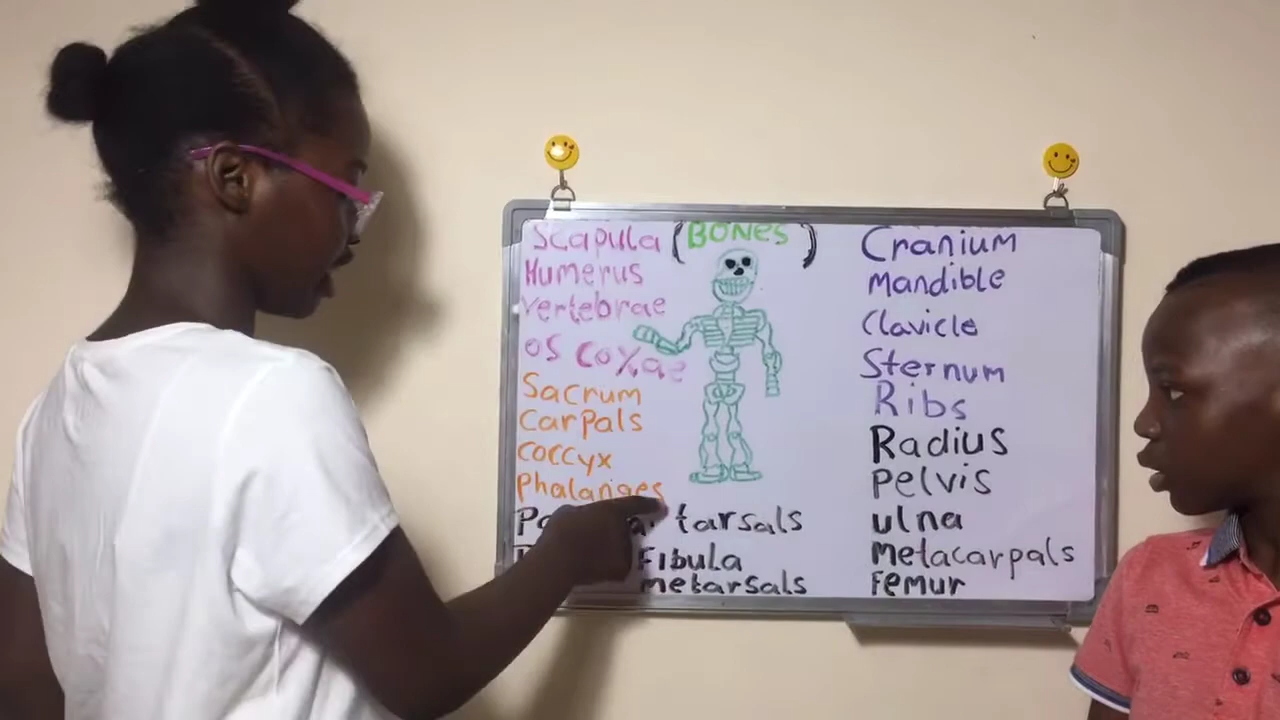 (BONES)
Scapula
Humerus
Vertebrae
OS COXae
Sacrum
Carpals
Coccyx
Phalanges
tarsals
Fibula
metarsals
Cranium
Mandible
Clavicle
Sternum
Ribs
Radius
Pelvis
ulna
metacarpals
Femur